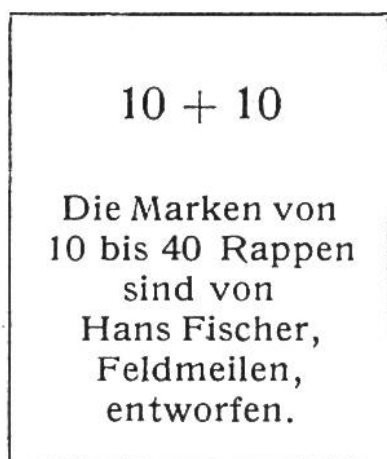 10 + 10
Die Marken von
10 bis 40 Rappen
sind von
Hans Fischer,
Feldmeilen,
entworfen.